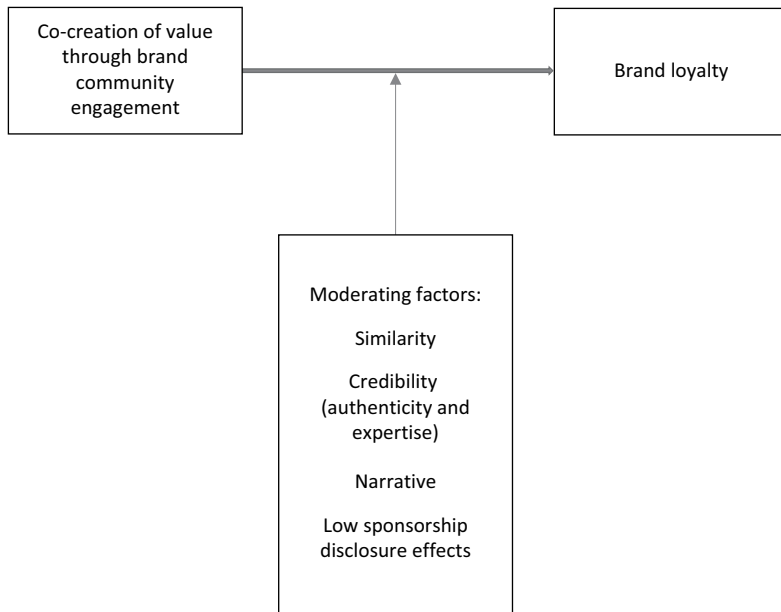 Co-creation of value
through brand
community
engagement
Brand loyalty
Moderating factors:
Similarity
Credibility
(authenticity and
expertise)
Narrative
Low sponsorship
disclosure effects